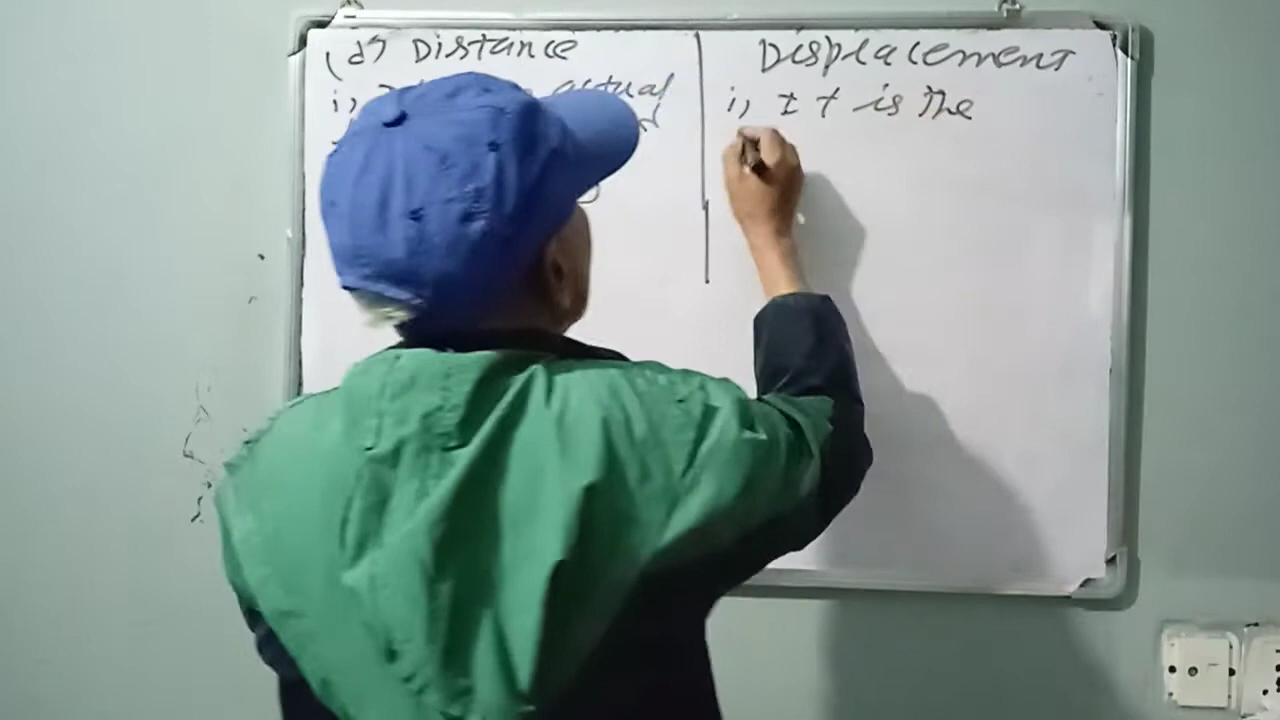 (d) Distance
i) actual
Displacement
i) It is the